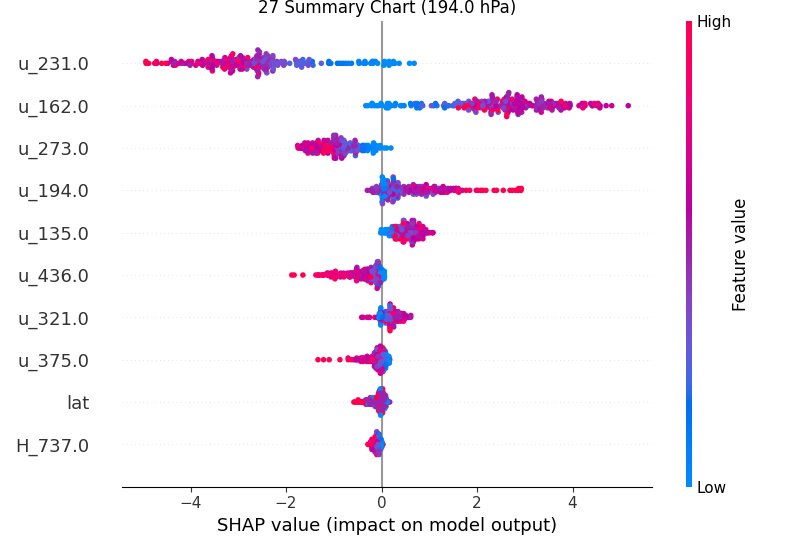 27 Summary Chart (194.0 hPa)
High
u_231.0
u_162.0
u_273.0
u_194.0
u_135.0
u_436.0
u_321.0
u_375.0
lat
H_737.0
Feature value
Low
−4 −2 0 2 4
SHAP value (impact on model output)